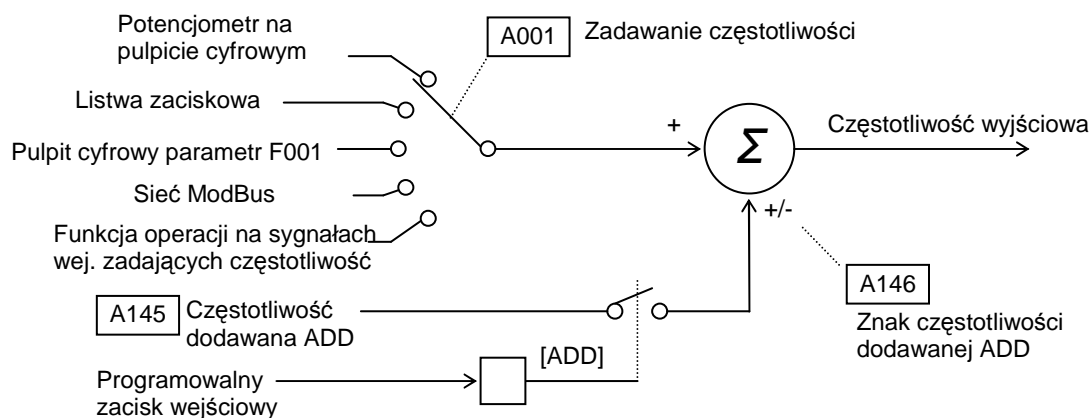 Potencjometr na
pulpicie cyfrowym
A001 Zadawanie częstotliwości
Listwa zaciskowa
Pulpit cyfrowy parametr F001
Sieć ModBus
Funkcja operacji na sygnałach
wej. zadających częstotliwość
+
Σ
Częstotliwość wyjściowa
+/-
A146
Znak częstotliwości
dodawanej ADD
A145 Częstotliwość
dodawana ADD
[ADD]
Programowalny
zacisk wejściowy